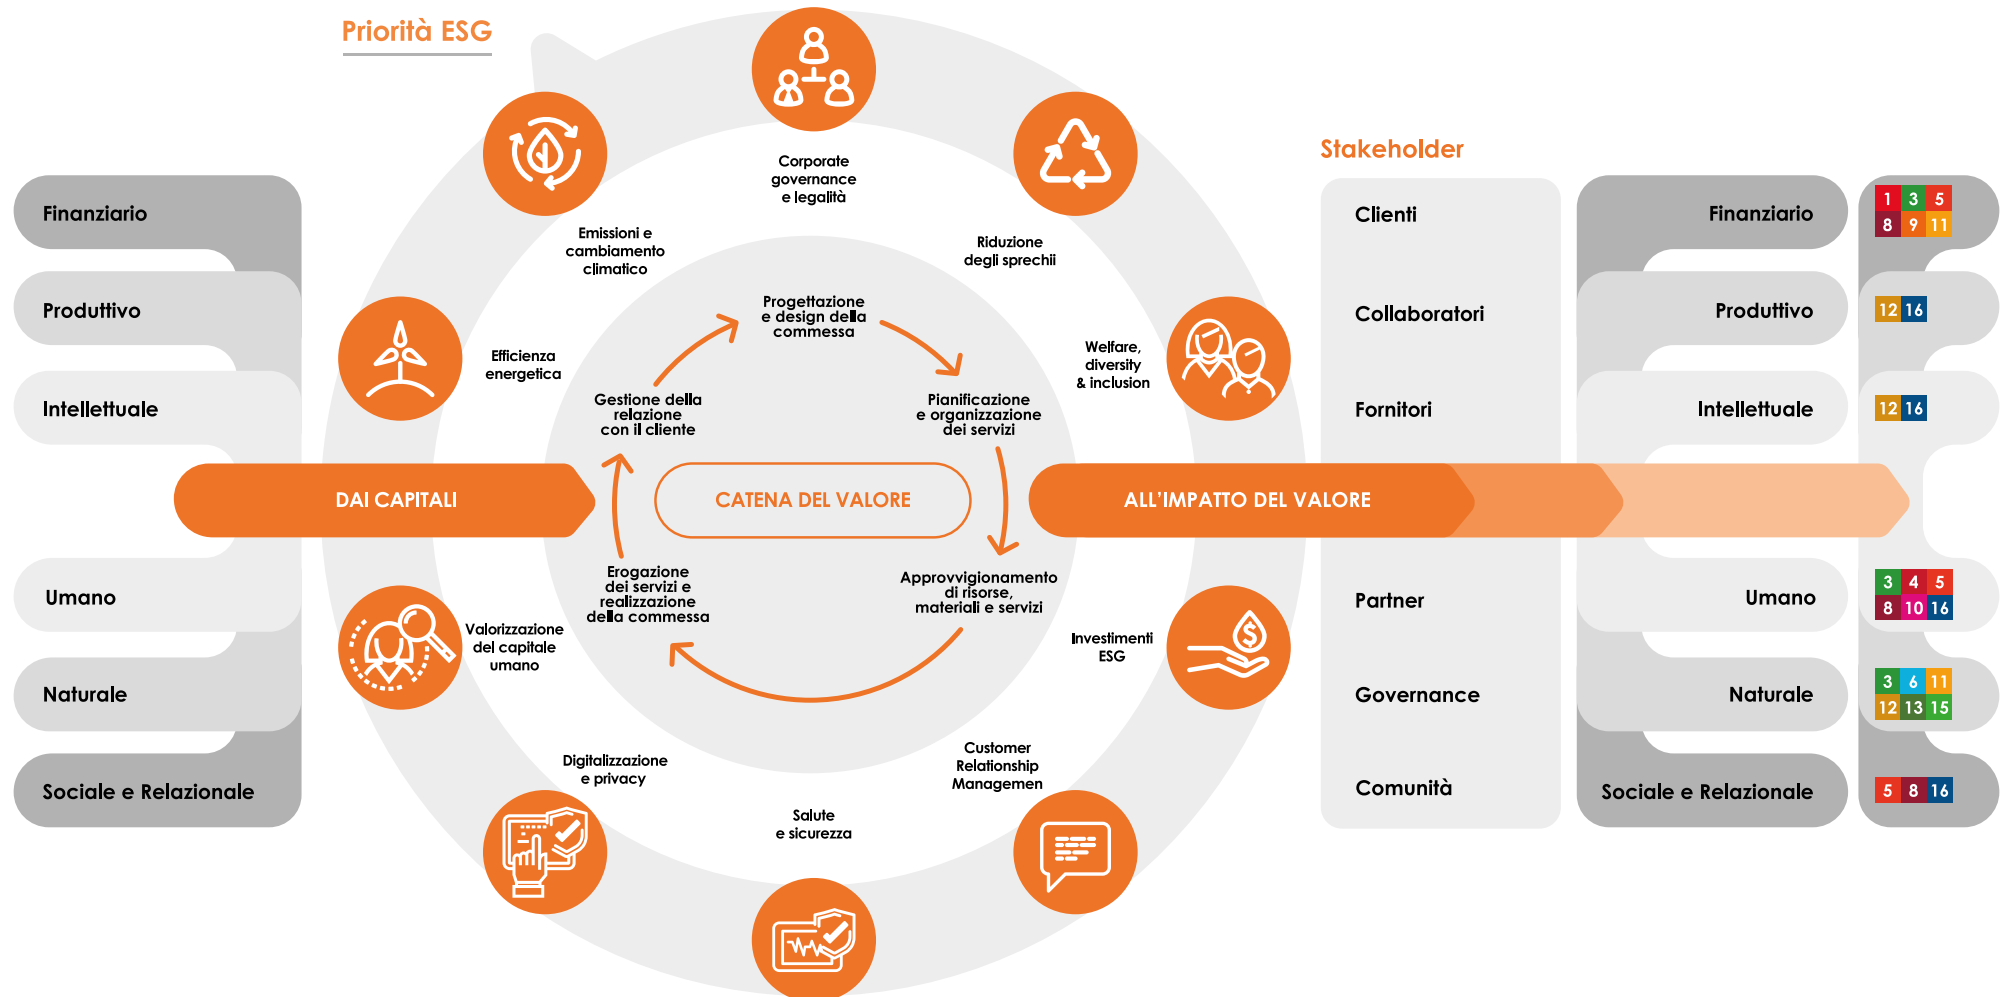 Priorità ESG
Finanziario
Produttivo
Intellettuale
DAI CAPITALI
Umano
Naturale
Sociale e Relazionale
Corporate
governance
e legalità
Riduzione
degli sprechii
Welfare,
diversity
& inclusion
Investimenti
ESG
Customer
Relationship
Managemen
Salute
e sicurezza
Digitalizzazione
e privacy
Valorizzazione
del capitale
umano
Efficienza
energetica
Emissioni e
cambiamento
climatico
Progettazione
e design della
commessa
Pianificazione
e organizzazione
dei servizi
Approvvigionamento
di risorse,
materiali e servizi
Erogazione
dei servizi e
realizzazione
della commessa
Gestione della
relazione
con il cliente
CATENA DEL VALORE
ALL'IMPATTO DEL VALORE
Stakeholder
Clienti
Collaboratori
Fornitori
Partner
Governance
Comunità
Finanziario
1 3 5
8 9 11
Produttivo
12 16
Intellettuale
12 16
Umano
3 4 5
8 10 16
Naturale
3 6 11
12 13 15
Sociale e Relazionale
5 8 16